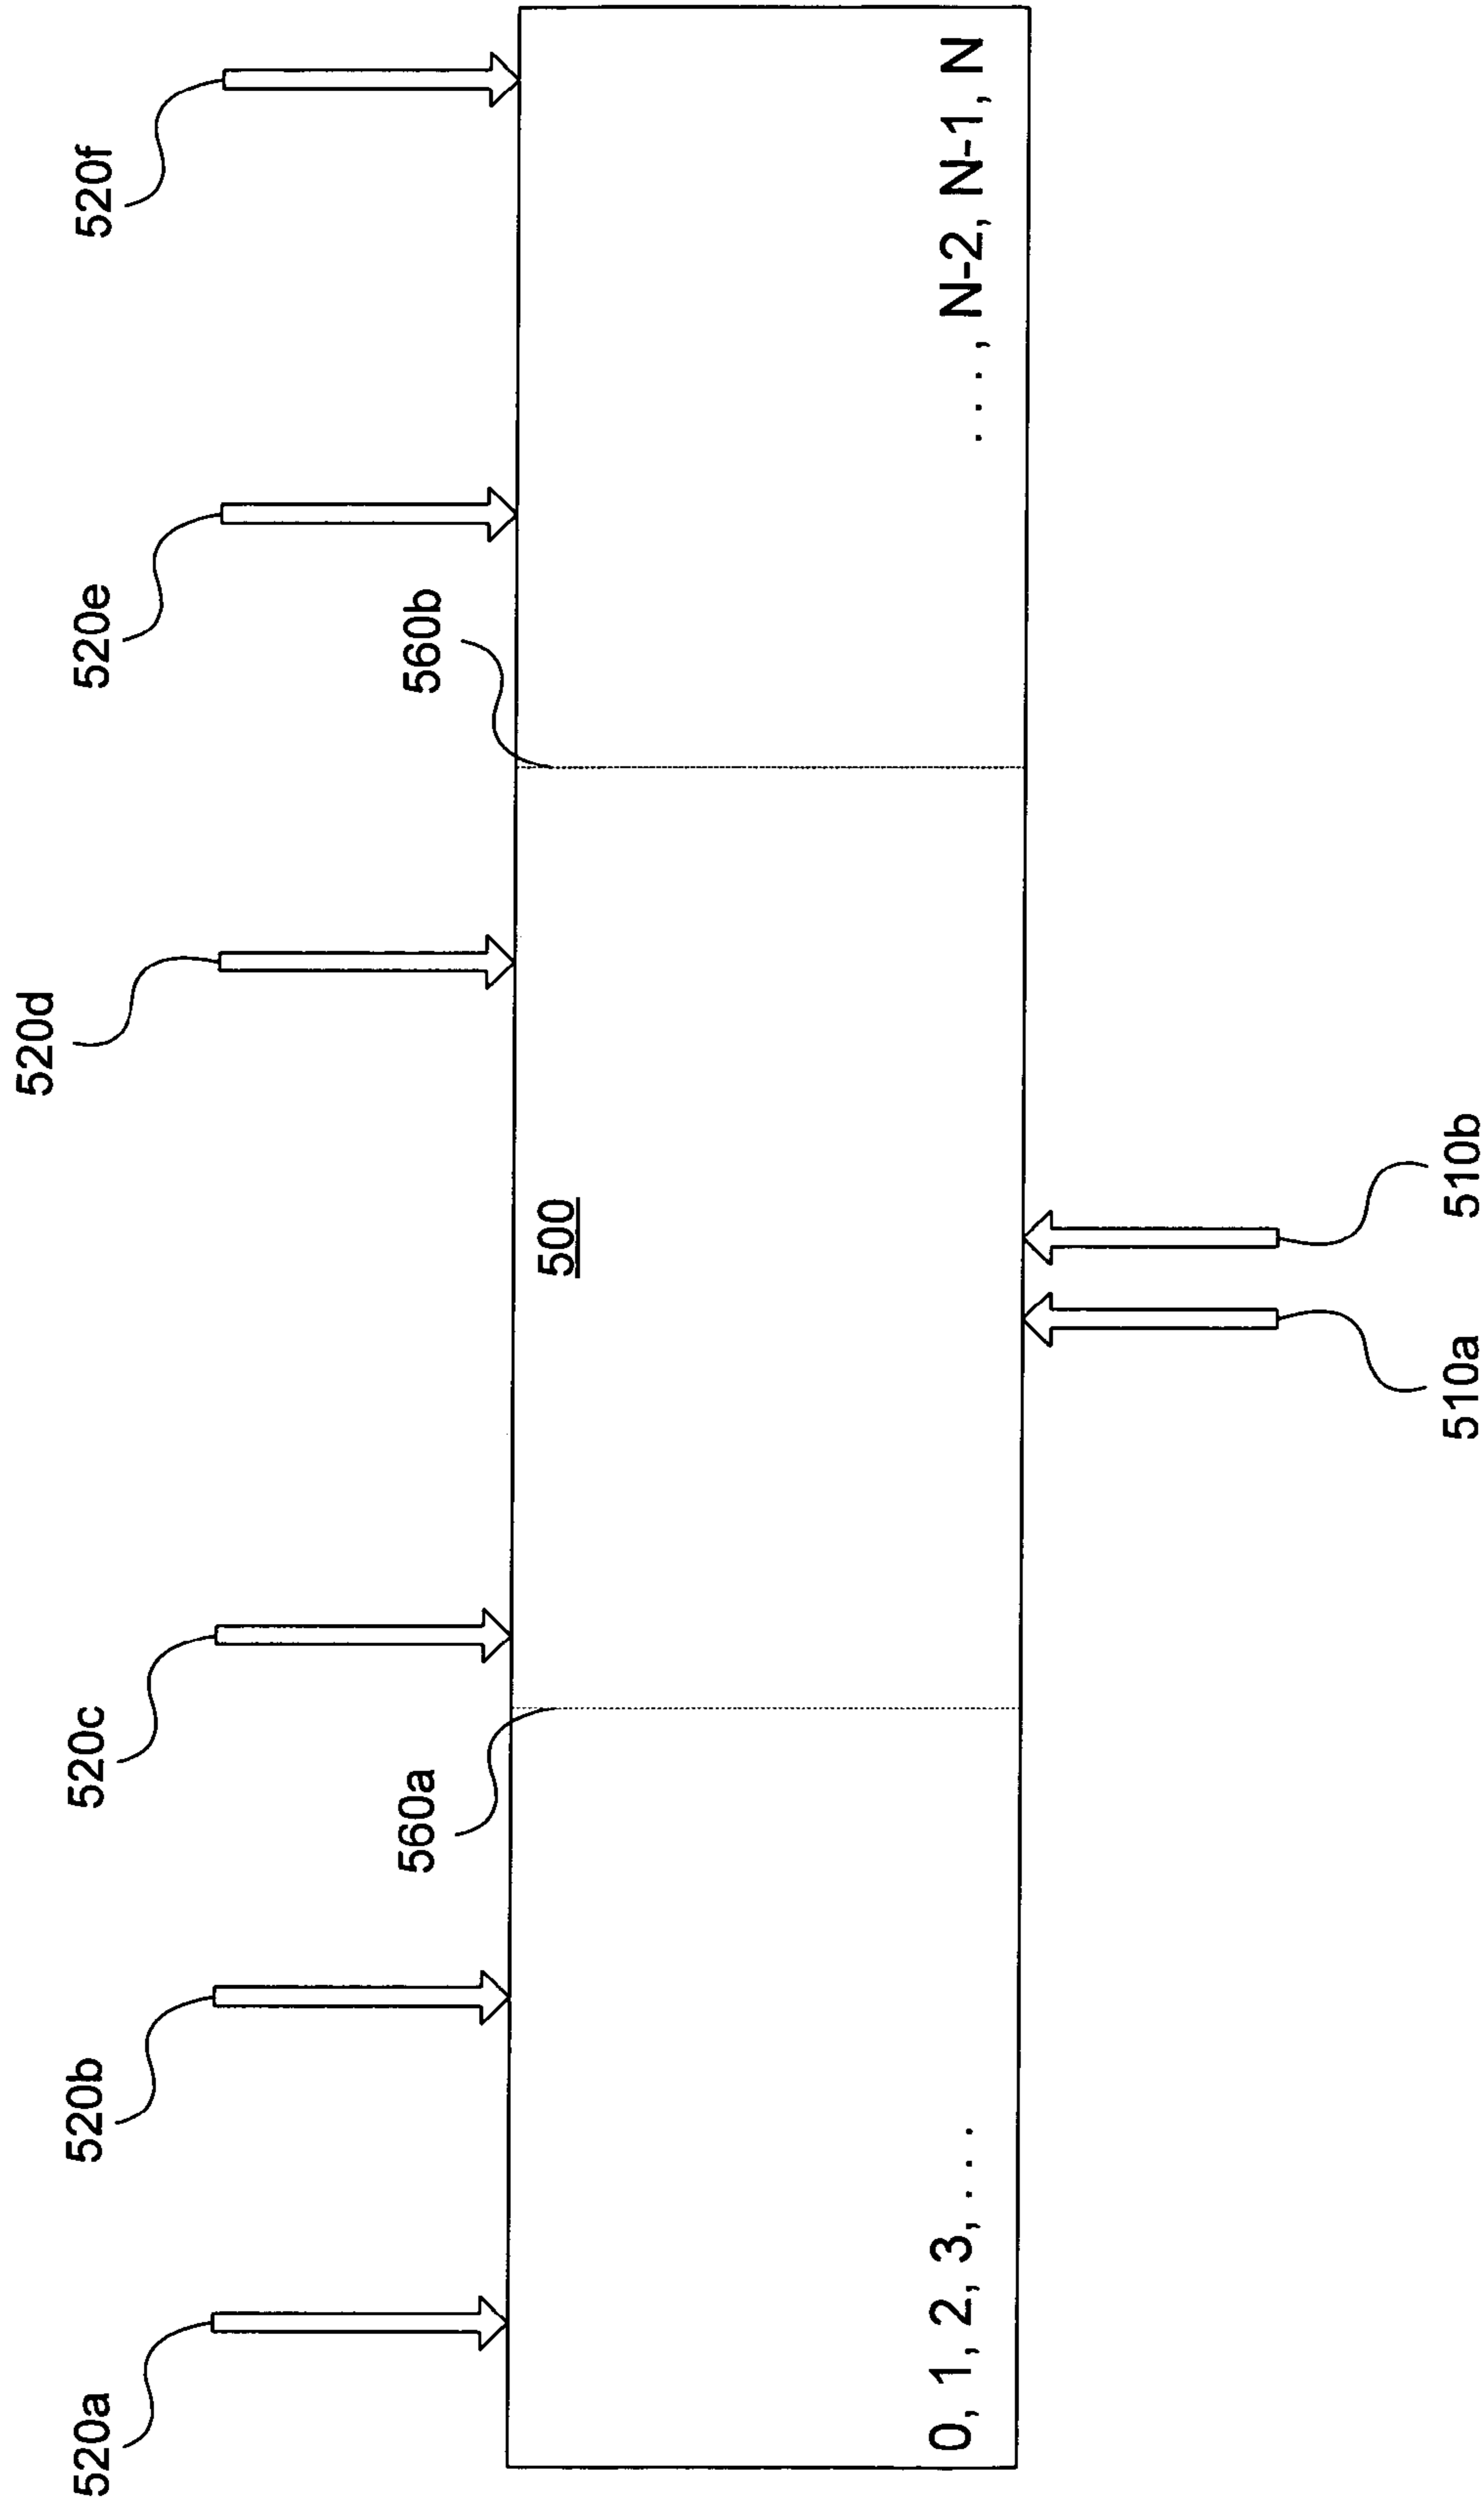 520a
520b
520c
520d
520e
520f
560a
560b
500
0, 1, 2, 3, . . .
. . . , N-2, N-1, N
510a
510b